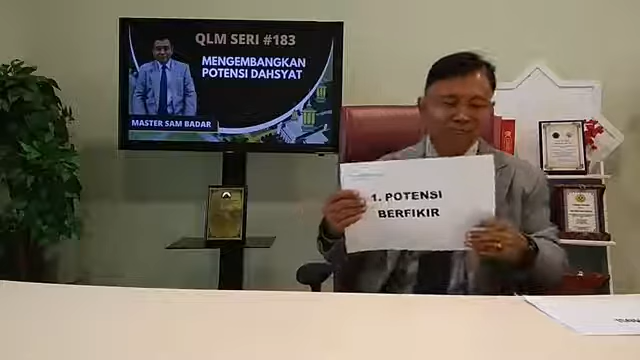 QLM SERI #183
MENGEMBANGKAN
POTENSI DAHSYAT
MASTER SAM BADAR
1. POTENSI
BERFIKIR